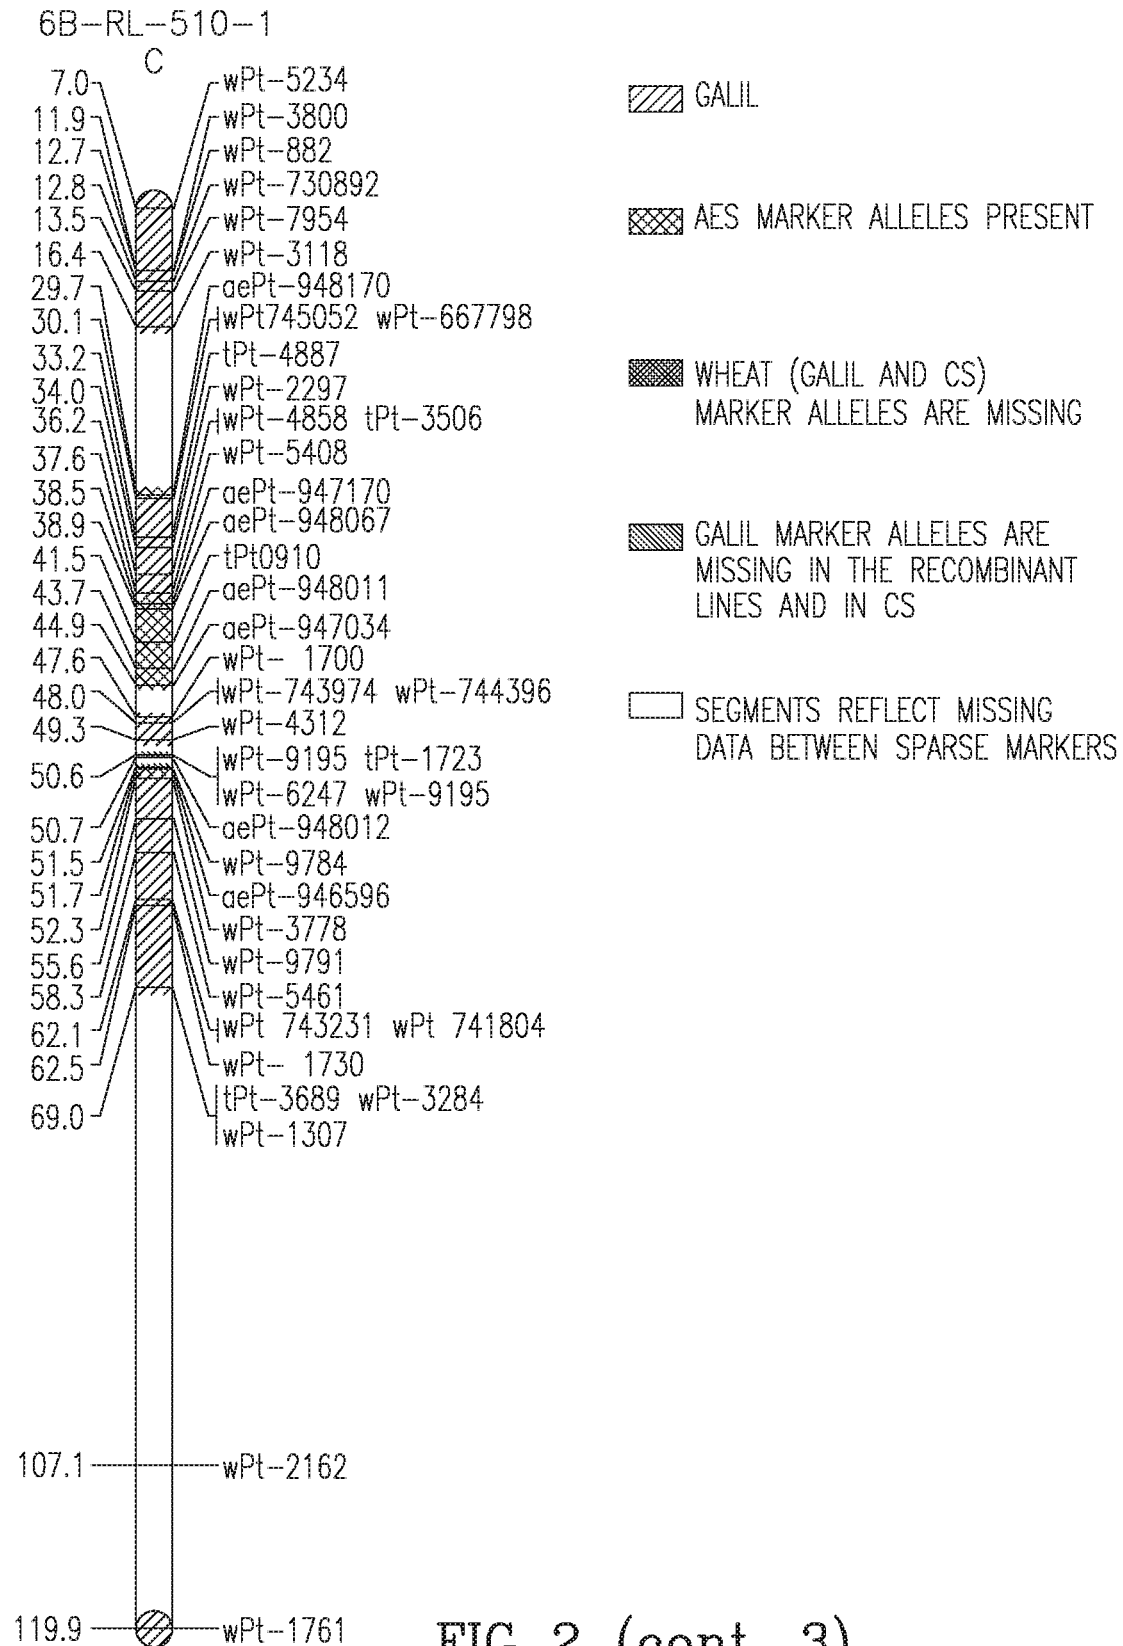 6B-RL-510-1
C
7.0 wPt-5234
11.9 wPt-3800
12.7 wPt-882
12.8 wPt-730892
13.5 wPt-7954
16.4 wPt-3118
29.7 aePt-948170
30.1 wPt745052 wPt-667798
33.2 tPt-4887
34.0 wPt-2297
36.2 wPt-4858 tPt-3506
37.6 wPt-5408
38.5 aePt-947170
38.9 aePt-948067
41.5 tPt0910
43.7 aePt-948011
44.9 aePt-947034
47.6 wPt- 1700
48.0 wPt-743974 wPt-744396
49.3 wPt-4312
50.6 wPt-9195 tPt-1723
wPt-6247 wPt-9195
50.7 aePt-948012
51.5 wPt-9784
51.7 aePt-946596
52.3 wPt-3778
55.6 wPt-9791
58.3 wPt-5461
62.1 wPt 743231 wPt 741804
62.5 wPt- 1730
69.0 tPt-3689 wPt-3284
wPt-1307
107.1 wPt-2162
119.9 wPt-1761
GALIL
AES MARKER ALLELES PRESENT
WHEAT (GALIL AND CS)
MARKER ALLELES ARE MISSING
GALIL MARKER ALLELES ARE
MISSING IN THE RECOMBINANT
LINES AND IN CS
SEGMENTS REFLECT MISSING
DATA BETWEEN SPARSE MARKERS
FIG. 2 (cont. 3)